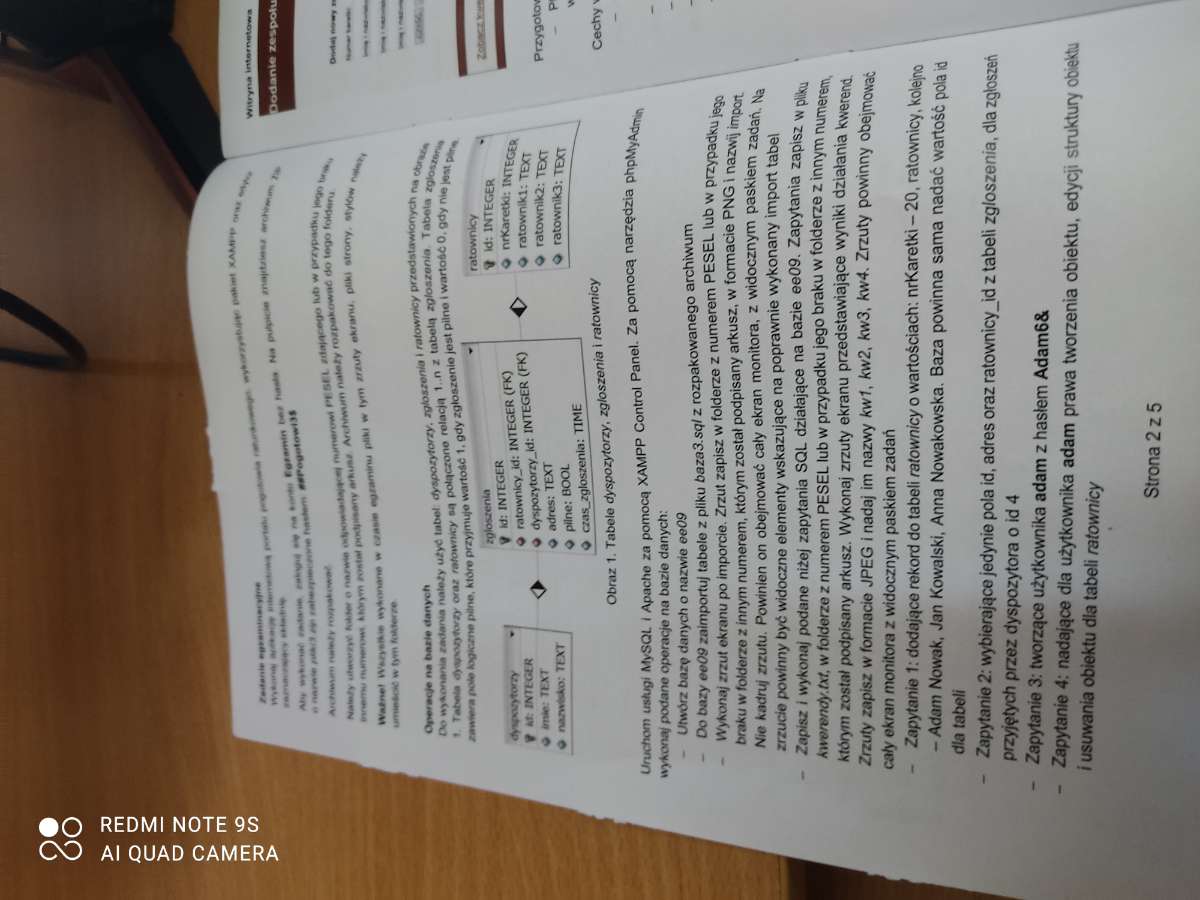 REDMI NOTE 9S
AI QUAD CAMERA
Zadanie egzaminacyjne
Wykonaj aplikację internetową portalu pogotowia ratunkowego, wykorzystując pakiet XAMPP oraz edytor
zaznaczający składnię.
Aby wykonać zadanie, zaloguj się na konto Egzamin bez hasła. Na pulpicie znajdziesz archiwum ZIP
o nazwie pliki3.zip zabezpieczone hasłem: ##Pogotowi3$
Archiwum należy rozpakować.
Należy utworzyć folder o nazwie odpowiadającej numerowi PESEL zdającego lub w przypadku jego braku
innemu numerowi, którym został podpisany arkusz. Archiwum należy rozpakować do tego folderu.
Ważne! Wszystkie wykonane w czasie egzaminu pliki w tym zrzuty ekranu, pliki strony, stylów należy
umieścić w tym folderze.
Operacje na bazie danych
Do wykonania zadania należy użyć tabel: dyspozytorzy, zgloszenia i ratownicy przedstawionych na obrazie
1. Tabela dyspozytorzy oraz ratownicy są połączone relacją 1..n z tabelą zgloszenia. Tabela zgloszenia
zawiera pole logiczne pilne, które przyjmuje wartość 1, gdy zgłoszenie jest pilne i wartość 0, gdy nie jest pilne.
dyspozytorzy
id: INTEGER
imie: TEXT
nazwisko: TEXT
zgloszenia
id: INTEGER
ratownicy_id: INTEGER (FK)
dyspozytorzy_id: INTEGER (FK)
adres: TEXT
pilne: BOOL
czas_zgloszenia: TIME
ratownicy
id: INTEGER
nrKaretki: INTEGER
ratownik1: TEXT
ratownik2: TEXT
ratownik3: TEXT
Obraz 1. Tabele dyspozytorzy, zgloszenia i ratownicy
Uruchom usługi MySQL i Apache za pomocą XAMPP Control Panel. Za pomocą narzędzia phpMyAdmin
wykonaj podane operacje na bazie danych:
– Utwórz bazę danych o nazwie ee09
– Do bazy ee09 zaimportuj tabele z pliku baza3.sql z rozpakowanego archiwum
– Wykonaj zrzut ekranu po imporcie. Zrzut zapisz w folderze z numerem PESEL lub w przypadku jego
braku w folderze z innym numerem, którym został podpisany arkusz, w formacie PNG i nazwij import.
Nie kadruj zrzutu. Powinien on obejmować cały ekran monitora, z widocznym paskiem zadań. Na
zrzucie powinny być widoczne elementy wskazujące na poprawnie wykonany import tabel
– Zapisz i wykonaj podane niżej zapytania SQL działające na bazie ee09. Zapytania zapisz w pliku
kwerendy.txt, w folderze z numerem PESEL lub w przypadku jego braku w folderze z innym numerem,
którym został podpisany arkusz. Wykonaj zrzuty ekranu przedstawiające wyniki działania kwerend.
Zrzuty zapisz w formacie JPEG i nadaj im nazwy kw1, kw2, kw3, kw4. Zrzuty powinny obejmować
cały ekran monitora z widocznym paskiem zadań
– Zapytanie 1: dodające rekord do tabeli ratownicy o wartościach: nrKaretki – 20, ratownicy, kolejno
– Adam Nowak, Jan Kowalski, Anna Nowakowska. Baza powinna sama nadać wartość pola id
dla tabeli
– Zapytanie 2: wybierające jedynie pola id, adres oraz ratownicy_id z tabeli zgloszenia, dla zgłoszeń
przyjętych przez dyspozytora o id 4
– Zapytanie 3: tworzące użytkownika adam z hasłem Adam6&
– Zapytanie 4: nadające dla użytkownika adam prawa tworzenia obiektu, edycji struktury obiektu
i usuwania obiektu dla tabeli ratownicy
Strona 2 z 5
Witryna internetowa
Dodanie zespołu
Dodaj nowy
Numer karetki:
Imię i nazwisko
Imię i nazwisko
Imię i nazwisko
Zobacz
Przygotow
–
Cechy
–
–
–